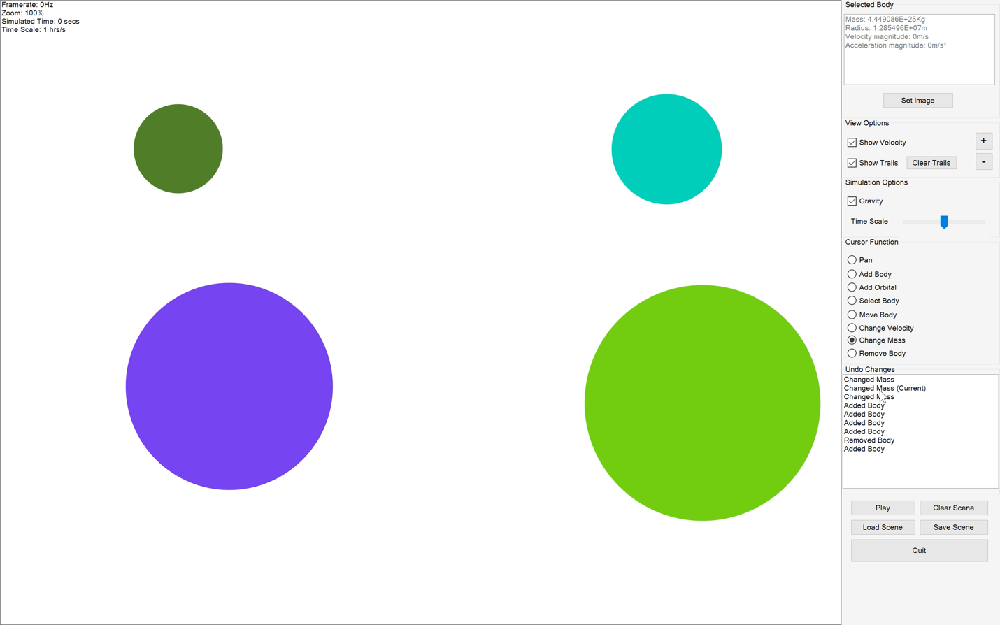 Framerate: 0Hz
Zoom: 100%
Simulated Time: 0 secs
Time Scale: 1 hrs/s
Selected Body
Mass: 4.449086E+25Kg
Radius: 1.285496E+07m
Velocity magnitude: 0m/s
Acceleration magnitude: 0m/s²
Set Image
View Options
Show Velocity
+
Show Trails
Clear Trails
-
Simulation Options
Gravity
Time Scale
Cursor Function
Pan
Add Body
Add Orbital
Select Body
Move Body
Change Velocity
Change Mass
Remove Body
Undo Changes
Changed Mass
Changed Mass (Current)
Changed Mass
Added Body
Added Body
Added Body
Added Body
Removed Body
Added Body
Play
Clear Scene
Load Scene
Save Scene
Quit